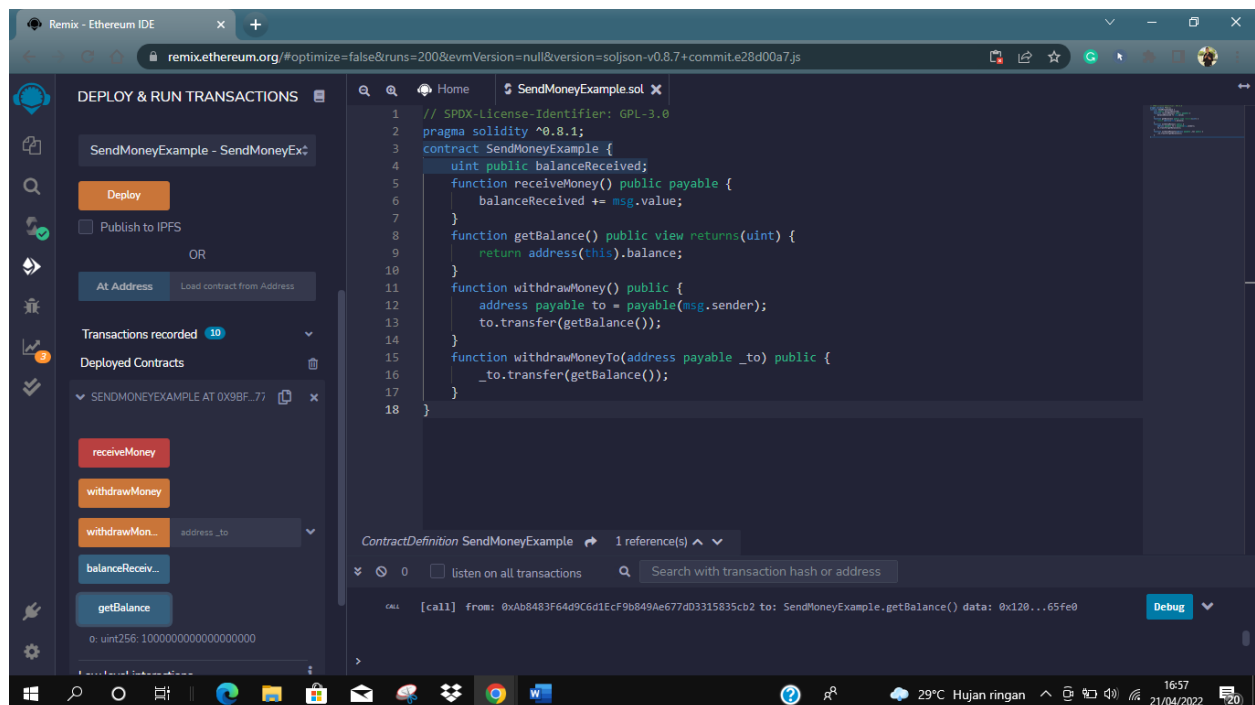 Remix - Ethereum IDE
remix.ethereum.org/#optimize=false&runs=200&evmVersion=null&version=soljson-v0.8.7+commit.e28d00a7.js
DEPLOY & RUN TRANSACTIONS
SendMoneyExample - SendMoneyEx
Deploy
Publish to IPFS
OR
At Address
Load contract from Address
Transactions recorded 10
Deployed Contracts
SENDMONEYEXAMPLE AT 0X9BF...77
receiveMoney
withdrawMoney
withdrawMon...
address _to
balanceReceiv...
getBalance
0: uint256: 1000000000000000000
3
Home
SendMoneyExample.sol
1 // SPDX-License-Identifier: GPL-3.0
2 pragma solidity ^0.8.1;
3 contract SendMoneyExample {
4 uint public balanceReceived;
5 function receiveMoney() public payable {
6 balanceReceived += msg.value;
7 }
8 function getBalance() public view returns(uint) {
9 return address(this).balance;
10 }
11 function withdrawMoney() public {
12 address payable to = payable(msg.sender);
13 to.transfer(getBalance());
14 }
15 function withdrawMoneyTo(address payable _to) public {
16 _to.transfer(getBalance());
17 }
18 }
ContractDefinition SendMoneyExample
1 reference(s)
0
listen on all transactions
Search with transaction hash or address
CALL
[call] from: 0xAb8483F64d9C6d1EcF9b849Ae677dD3315835cb2 to: SendMoneyExample.getBalance() data: 0x120...65fe0
Debug
>
29°C Hujan ringan
16:57
21/04/2022
20